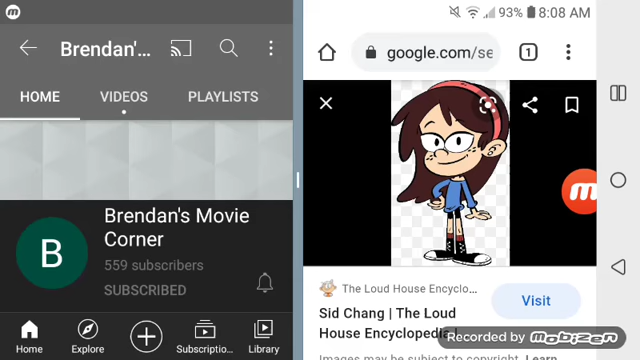 Brendan's...
HOME VIDEOS PLAYLISTS
B
Brendan's Movie
Corner
559 subscribers
SUBSCRIBED
Home Explore Subscriptio... Library
93% 8:08 AM
google.com/se
1
The Loud House Encyclo...
Visit
Sid Chang | The Loud
House Encyclopedia |
Images may be subject to copyright. Learn
Recorded by mobizen